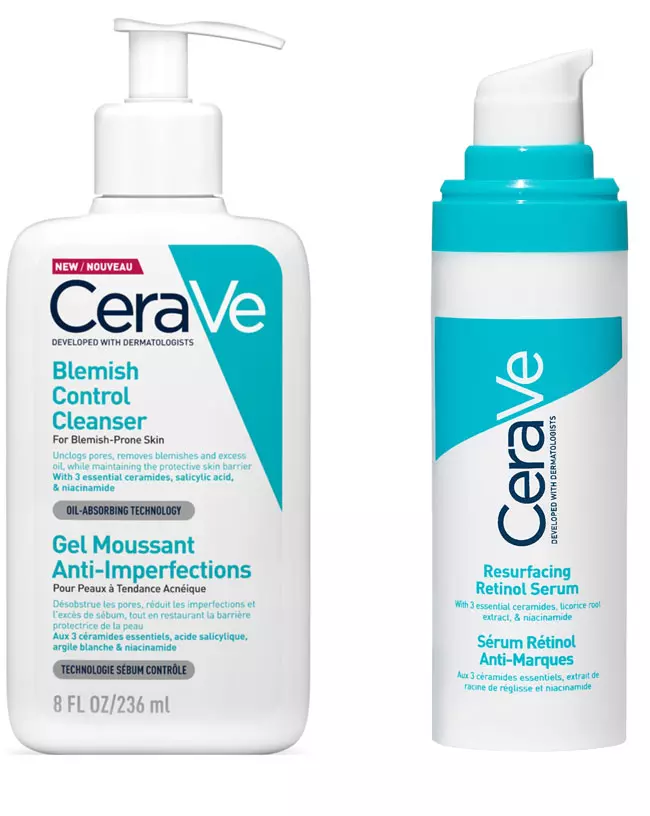 NEW / NOUVEAU
CeraVe
DEVELOPED WITH DERMATOLOGISTS
Blemish
Control
Cleanser
For Blemish-Prone Skin
Unclogs pores, removes blemishes and excess
oil, while maintaining the protective skin barrier
With 3 essential ceramides, salicylic acid,
& niacinamide
OIL-ABSORBING TECHNOLOGY
Gel Moussant
Anti-Imperfections
Pour Peaux à Tendance Acnéique
Désobstrue les pores, réduit les imperfections et
l'excès de sébum, tout en restaurant la barrière
protectrice de la peau
Aux 3 céramides essentiels, acide salicylique,
argile blanche & niacinamide
TECHNOLOGIE SÉBUM CONTRÔLE
8 FL OZ/236 ml
CeraVe
DEVELOPED WITH DERMATOLOGISTS
Resurfacing
Retinol Serum
With 3 essential ceramides, licorice root
extract, & niacinamide
Sérum Rétinol
Anti-Marques
Aux 3 céramides essentiels, extrait de
racine de réglisse et niacinamide